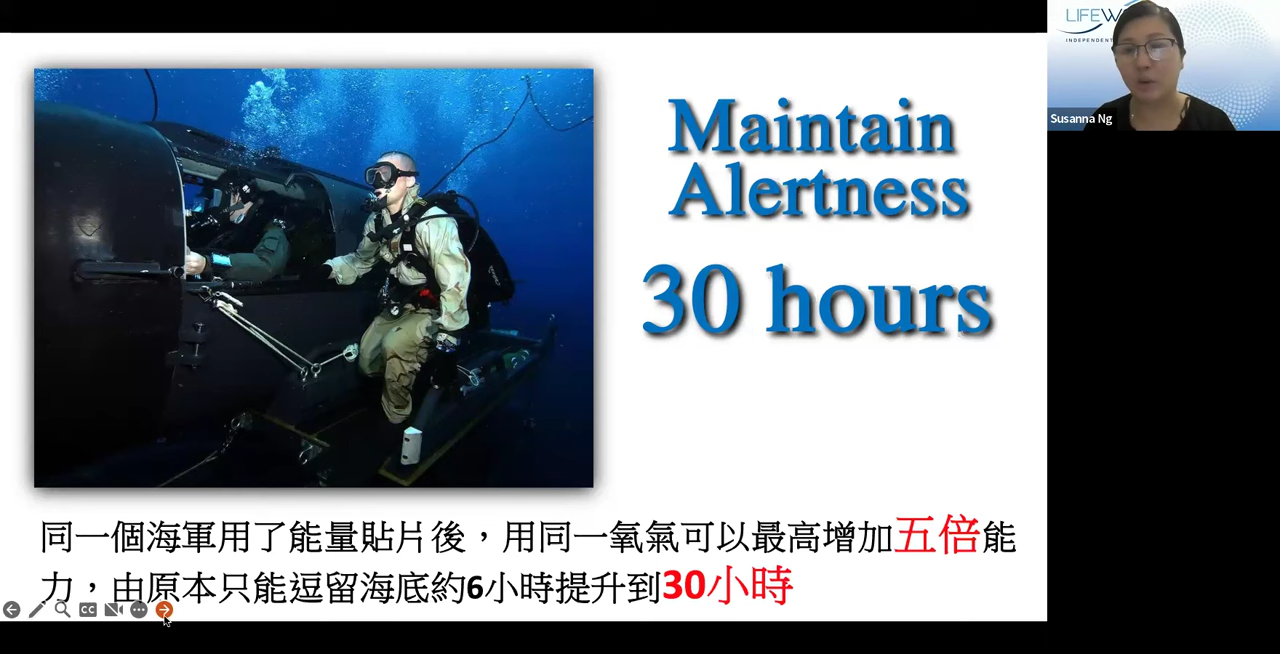 Maintain
Alertness
30 hours
同一個海軍用了能量貼片後，用同一氧氣可以最高增加五倍能
力，由原本只能逗留海底約6小時提升到30小時
CC
LIFEW
INDEPENDENT
Susanna Ng